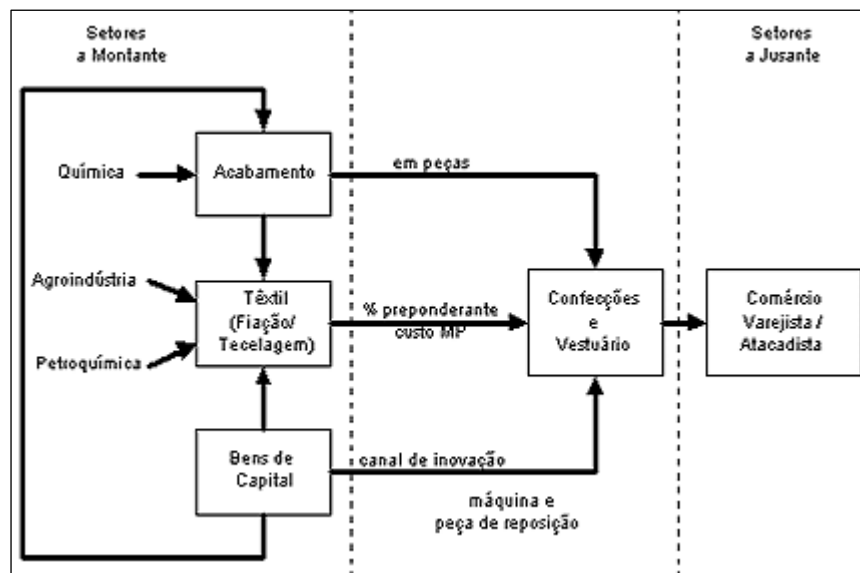 Setores
a Montante
Setores
a Jusante
Química
Acabamento
em peças
Agroindústria
Petroquímica
Têxtil
(Fiação/
Tecelagem)
% preponderante
custo MP
Confecções
e
Vestuário
Comércio
Varejista /
Atacadista
Bens de
Capital
canal de inovação
máquina e
peça de reposição